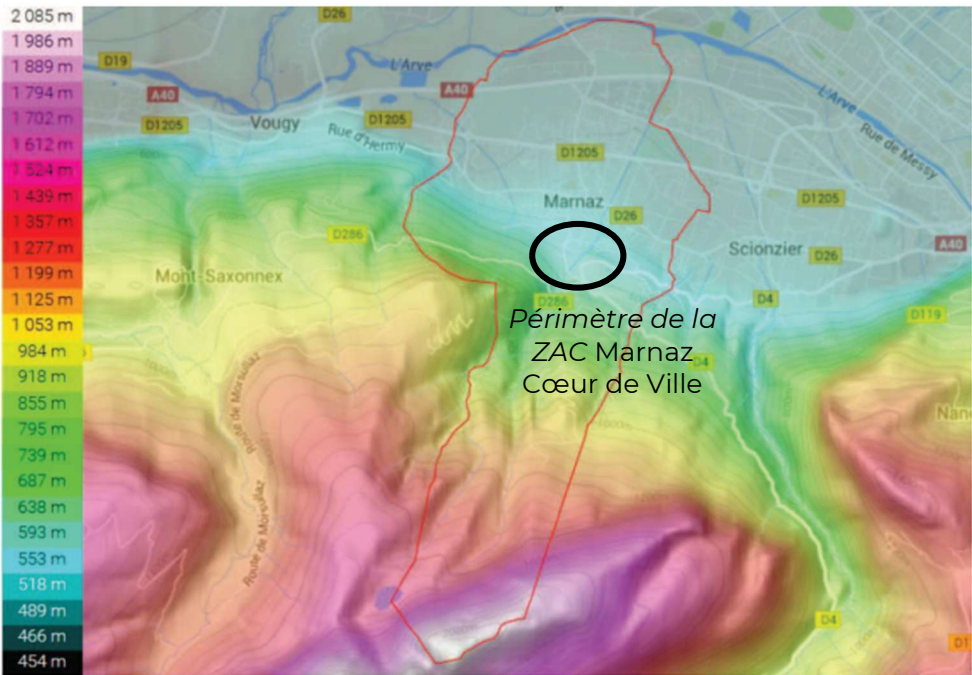 2 085 m
1 986 m
1 889 m
1 794 m
1 702 m
1 612 m
1 524 m
1 439 m
1 357 m
1 277 m
1 199 m
1 125 m
1 053 m
984 m
918 m
855 m
795 m
739 m
687 m
638 m
593 m
553 m
518 m
489 m
466 m
454 m
D26
D19
L'Arve
A40
A40
L'Arve
D1205
Vougy
D1205
Rue d'Hermy
Rue de Messy
D1205
Marnaz
D1205
D26
D286
Scionzier
D26
A40
Mont-Saxonnex
D286
D4
D119
Périmètre de la
ZAC Marnaz
Cœur de Ville
D4
Route de Morsullaz
Route de Morsullaz
Nan
D4
D1